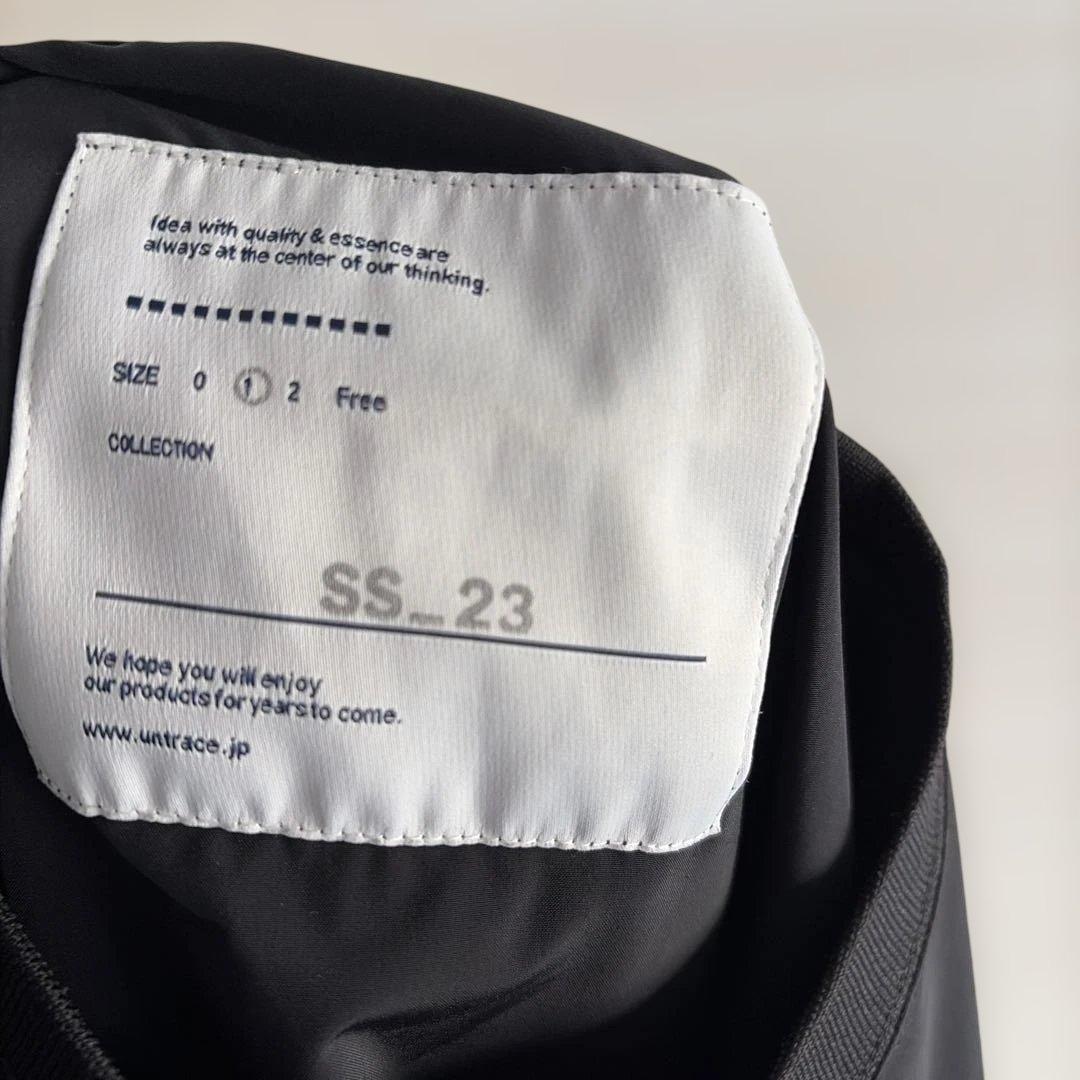 Idea with quality & essence are
always at the center of our thinking.
SIZE 0 1 2 Free
COLLECTION
SS_23
We hope you will enjoy
our products for years to come.
www.untrace.jp